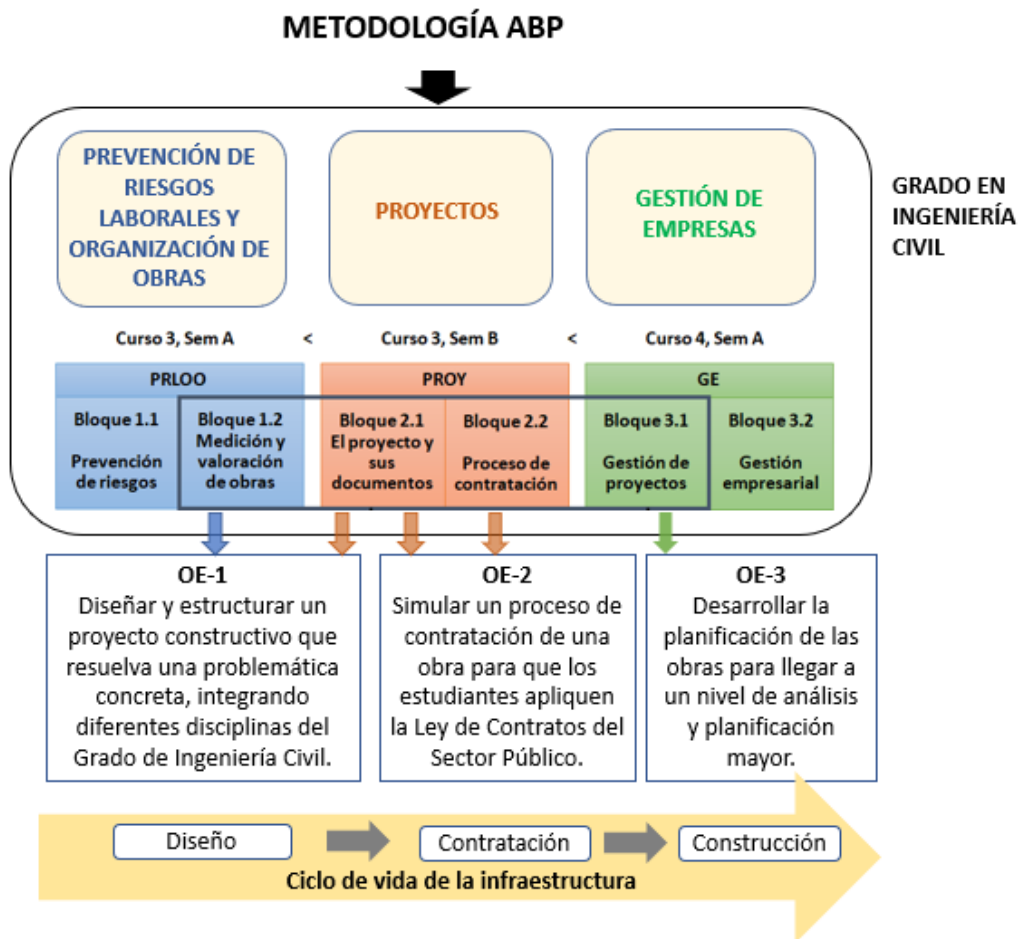 METODOLOGÍA ABP
PREVENCIÓN DE
RIESGOS
LABORALES Y
ORGANIZACIÓN DE
OBRAS
PROYECTOS
GESTIÓN DE
EMPRESAS
GRADO EN
INGENIERÍA
CIVIL
Curso 3, Sem A < Curso 3, Sem B < Curso 4, Sem A
PRLOO
PROY
GE
Bloque 1.1
Prevención
de riesgos
Bloque 1.2
Medición y
valoración
de obras
Bloque 2.1
El proyecto y
sus
documentos
Bloque 2.2
Proceso de
contratación
Bloque 3.1
Gestión de
proyectos
Bloque 3.2
Gestión
empresarial
OE-1
Diseñar y estructurar un
proyecto constructivo que
resuelva una problemática
concreta, integrando
diferentes disciplinas del
Grado de Ingeniería Civil.
OE-2
Simular un proceso de
contratación de una
obra para que los
estudiantes apliquen
la Ley de Contratos del
Sector Público.
OE-3
Desarrollar la
planificación de las
obras para llegar a
un nivel de análisis
y planificación
mayor.
Diseño
Contratación
Construcción
Ciclo de vida de la infraestructura